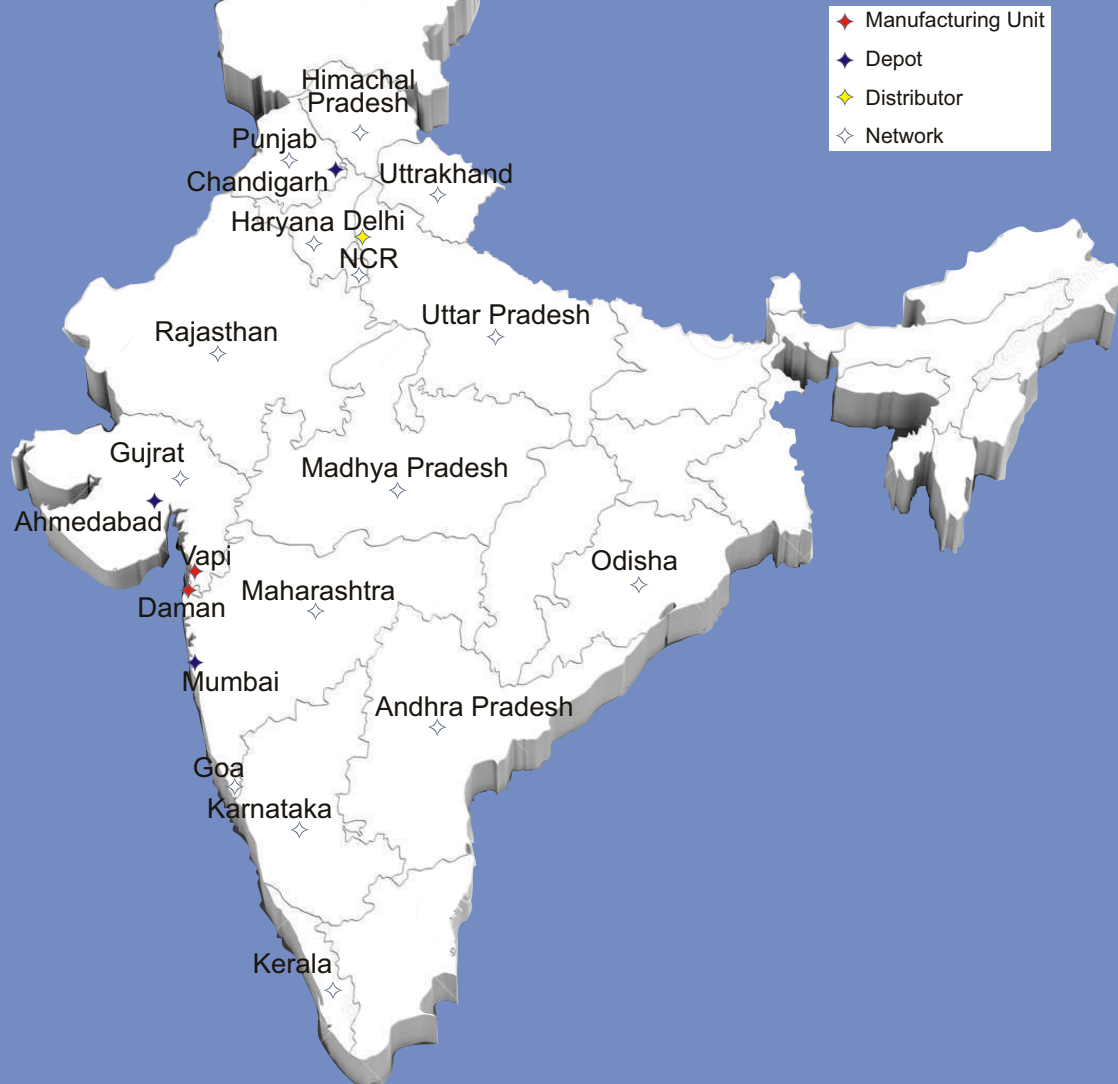 Manufacturing Unit
Depot
Distributor
Network
Himachal
Pradesh
Punjab
Chandigarh
Uttrakhand
Haryana
Delhi
NCR
Uttar Pradesh
Rajasthan
Gujrat
Madhya Pradesh
Ahmedabad
Vapi
Odisha
Daman
Maharashtra
Mumbai
Andhra Pradesh
Goa
Karnataka
Kerala